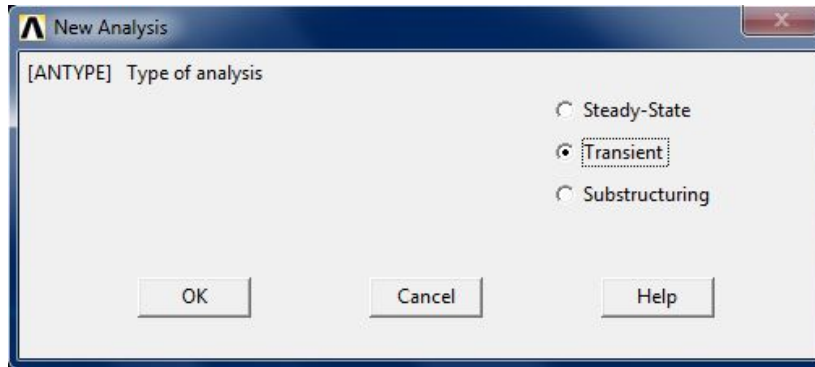 New Analysis
[ANTYPE] Type of analysis
Steady-State
Transient
Substructuring
OK Cancel Help